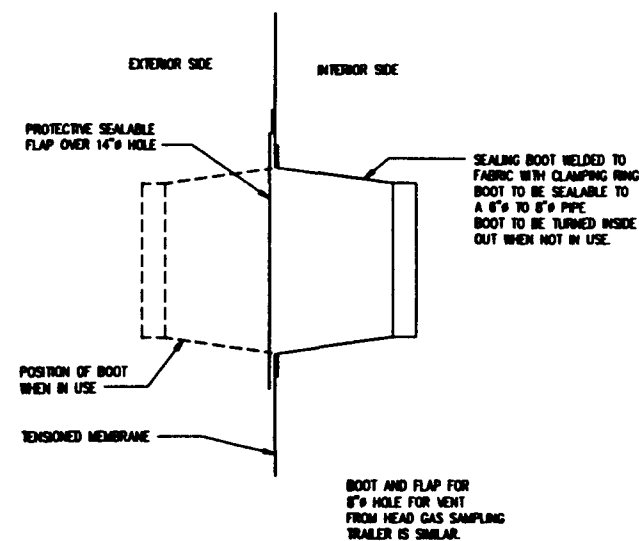 EXTERIOR SIDE
INTERIOR SIDE
PROTECTIVE SEALABLE
FLAP OVER 14"ø HOLE
SEALING BOOT WELDED TO
FABRIC WITH CLAMPING RING
BOOT TO BE SEALABLE TO
A 6"ø TO 8"ø PIPE
BOOT TO BE TURNED INSIDE
OUT WHEN NOT IN USE.
POSITION OF BOOT
WHEN IN USE
TENSIONED MEMBRANE
BOOT AND FLAP FOR
8"ø HOLE FOR VENT
FROM HEAD GAS SAMPLING
TRAILER IS SIMILAR.